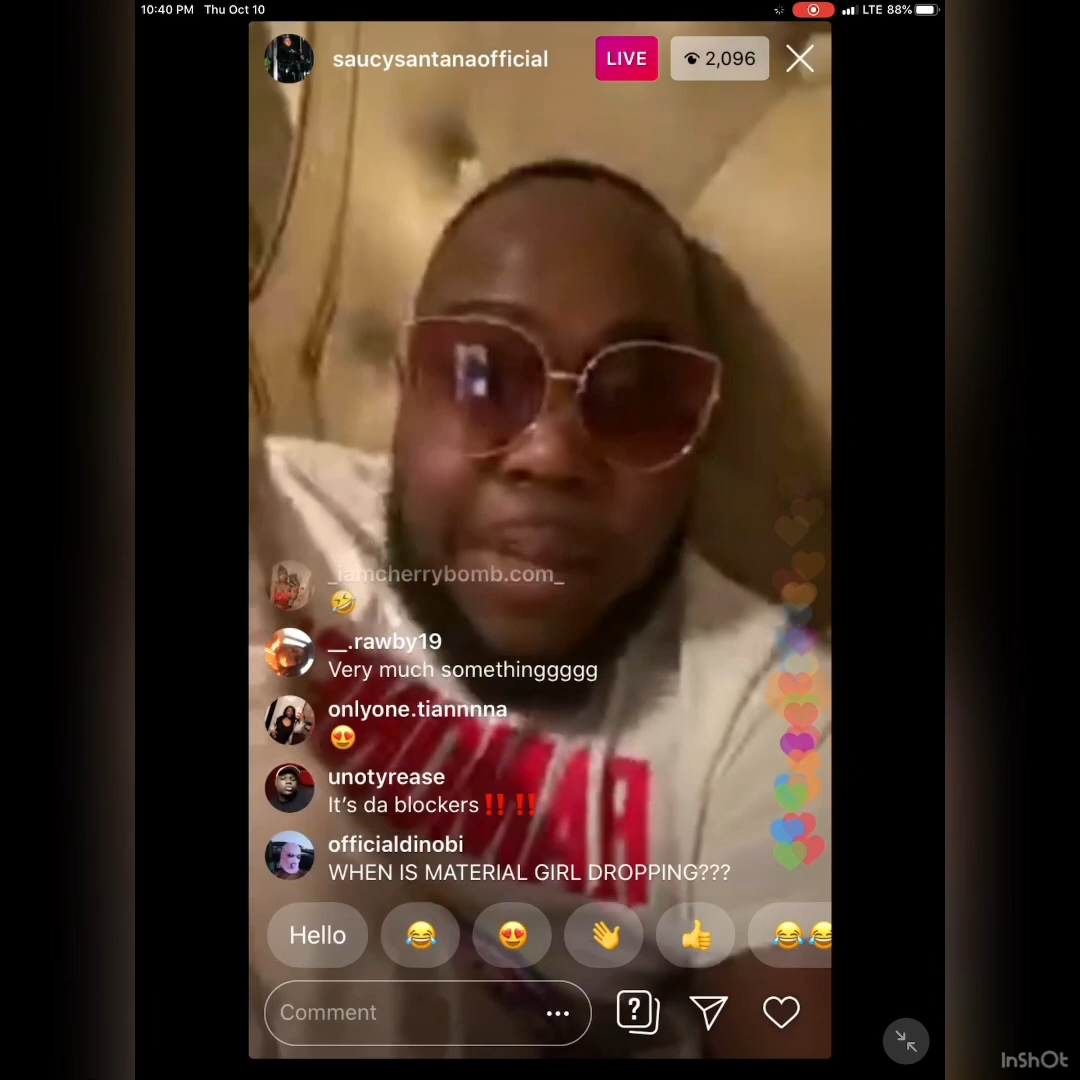 10:40 PM Thu Oct 10
LTE 88%
saucysantanaofficial
LIVE
2,096
_iamcherrybomb.com_
🤣
__.rawby19
Very much somethinggggg
onlyone.tiannnna
😍
unotyrease
It's da blockers‼️ ‼️
officialdinobi
WHEN IS MATERIAL GIRL DROPPING???
Hello 😂 😍 👋 👍 😂😂
Comment
InShOt